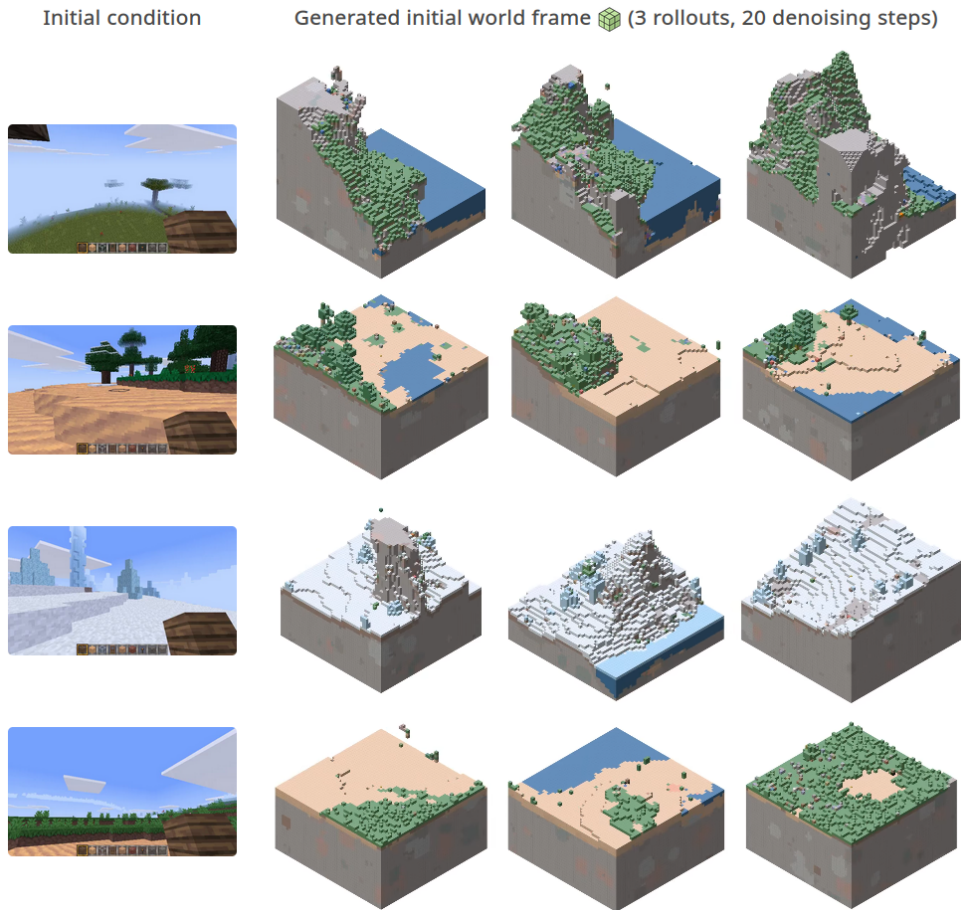 Initial condition
Generated initial world frame (3 rollouts, 20 denoising steps)